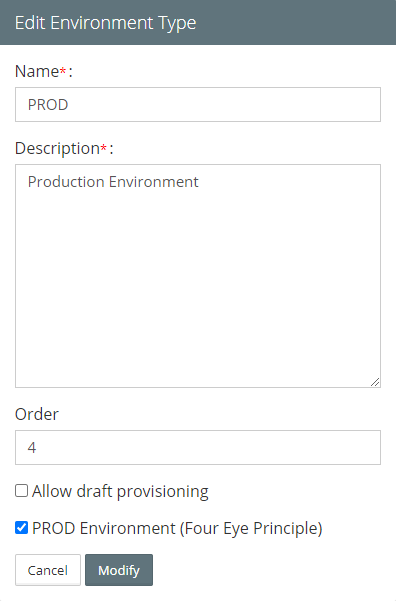 Edit Environment Type
Name*:
PROD
Description*:
Production Environment
Order
4
Allow draft provisioning
PROD Environment (Four Eye Principle)
Cancel Modify